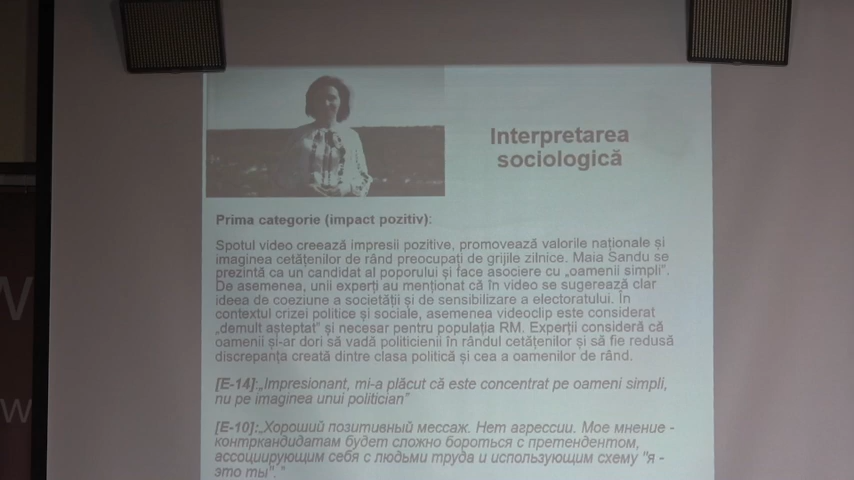 Interpretarea
sociologică
Prima categorie (impact pozitiv):
Spotul video creează impresii pozitive, promovează valorile naționale și
imaginea cetățenilor de rând preocupați de grijile zilnice. Maia Sandu se
prezintă ca un candidat al poporului și face asociere cu „oamenii simpli”.
De asemenea, unii experți au menționat că în video se sugerează clar
ideea de coeziune a societății și de sensibilizare a electoratului. În
contextul crizei politice și sociale, asemenea videoclip este considerat
„demult așteptat” și necesar pentru populația RM. Experții consideră că
oamenii și-ar dori să vadă politicienii în rândul cetățenilor și să fie redusă
discrepanța creată dintre clasa politică și cea a oamenilor de rând.
[E-14]:„Impresionant, mi-a plăcut că este concentrat pe oameni simpli,
nu pe imaginea unui politician”
[E-10]:„Хороший позитивный мессаж. Нет агрессии. Мое мнение -
контркандидатам будет сложно бороться с претендентом,
ассоциирующим себя с людьми труда и использующим схему "я -
это ты". "
W
w